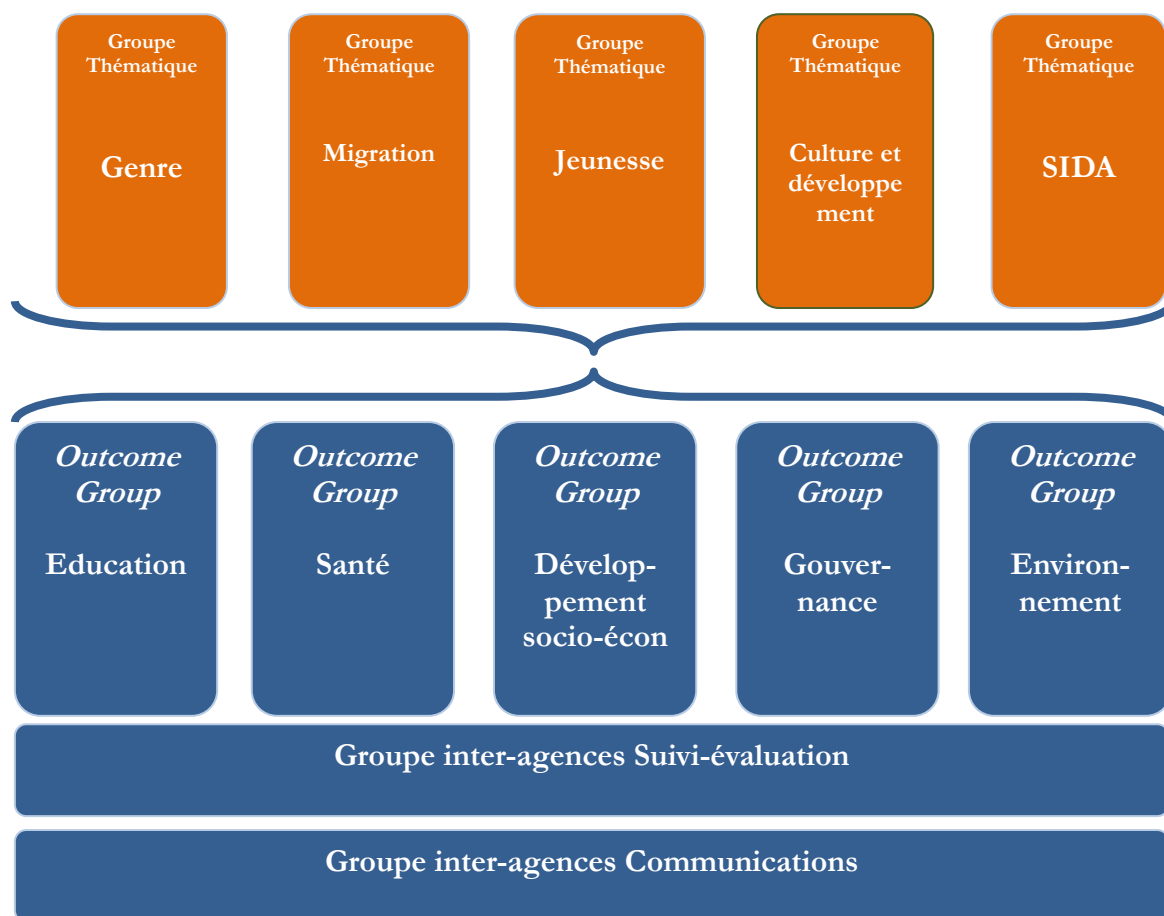 Groupe
Thématique
Genre
Groupe
Thématique
Migration
Groupe
Thématique
Jeunesse
Groupe
Thématique
Culture et
développe
ment
Groupe
Thématique
SIDA
Outcome
Group
Education
Outcome
Group
Santé
Outcome
Group
Dévelop-
pement
socio-écon
Outcome
Group
Gouver-
nance
Outcome
Group
Environ-
nement
Groupe inter-agences Suivi-évaluation
Groupe inter-agences Communications